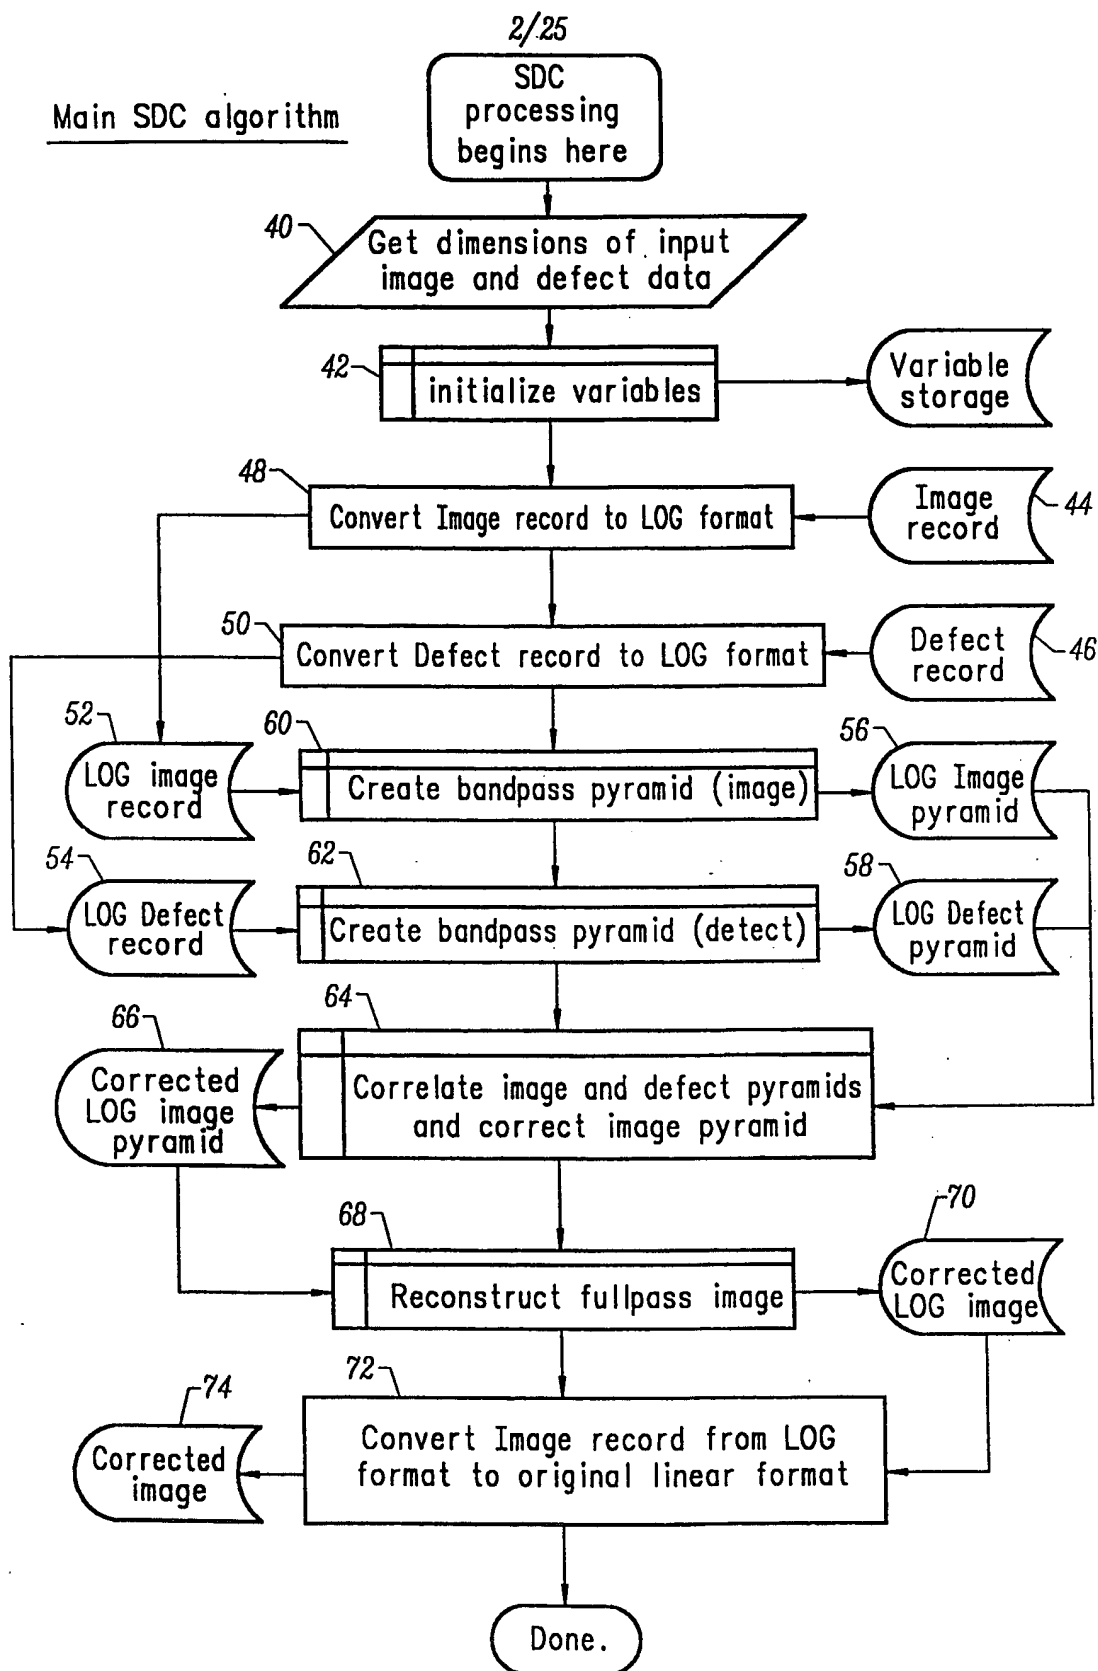 2/25
SDC
processing
begins here
Main SDC algorithm
40
Get dimensions of input
image and defect data
42
initialize variables
Variable
storage
48
Convert Image record to LOG format
Image
record
44
50
Convert Defect record to LOG format
Defect
record
46
52
LOG image
record
60
Create bandpass pyramid (image)
56
LOG Image
pyramid
54
LOG Defect
record
62
Create bandpass pyramid (detect)
58
LOG Defect
pyramid
64
66
Corrected
LOG image
pyramid
Correlate image and defect pyramids
and correct image pyramid
68
Reconstruct fullpass image
70
Corrected
LOG image
72
74
Corrected
image
Convert Image record from LOG
format to original linear format
Done.